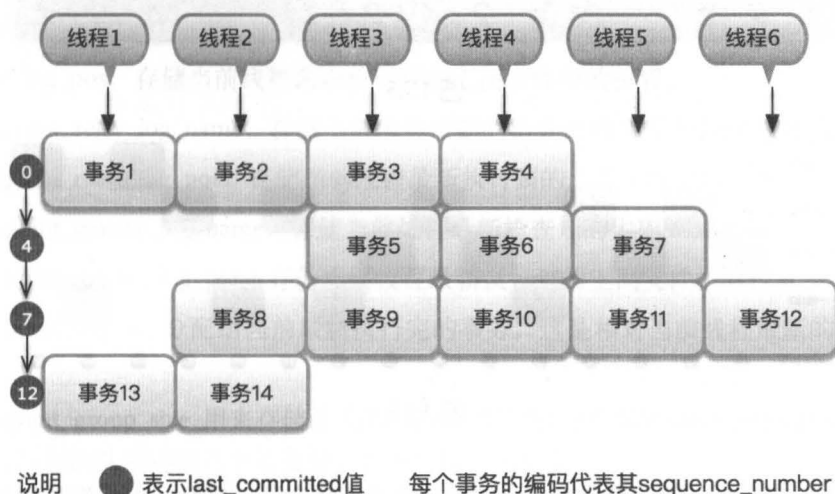 线程1 线程2 线程3 线程4 线程5 线程6
0 事务1 事务2 事务3 事务4
4 事务5 事务6 事务7
7 事务8 事务9 事务10 事务11 事务12
12 事务13 事务14
说明 表示last_committed值 每个事务的编码代表其sequence_number